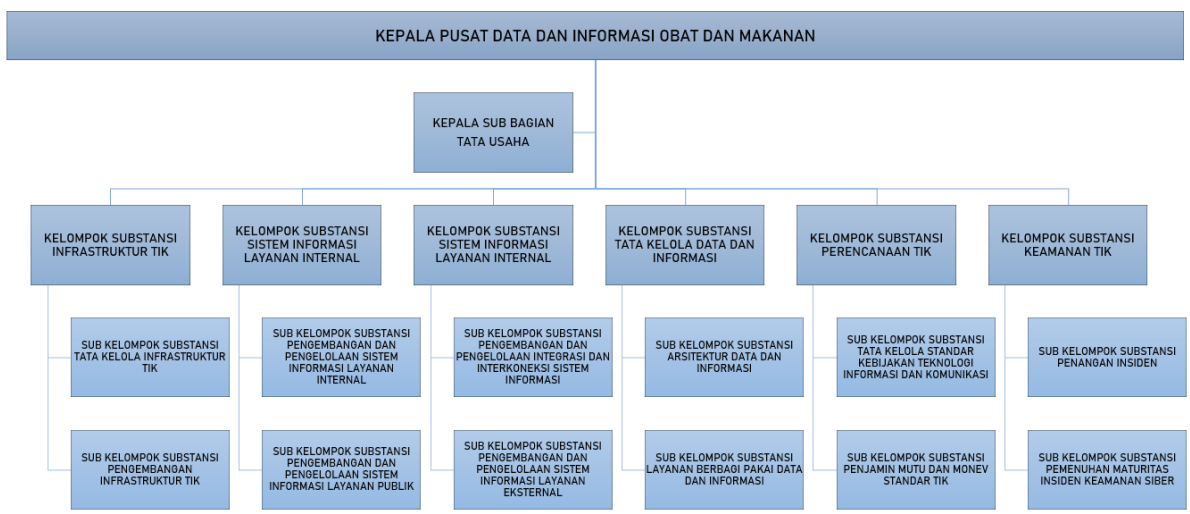 KEPALA PUSAT DATA DAN INFORMASI OBAT DAN MAKANAN
KEPALA SUB BAGIAN
TATA USAHA
KELOMPOK SUBSTANSI
INFRASTRUKTUR TIK
KELOMPOK SUBSTANSI
SISTEM INFORMASI
LAYANAN INTERNAL
KELOMPOK SUBSTANSI
SISTEM INFORMASI
LAYANAN INTERNAL
KELOMPOK SUBSTANSI
TATA KELOLA DATA DAN
INFORMASI
KELOMPOK SUBSTANSI
PERENCANAAN TIK
KELOMPOK SUBSTANSI
KEAMANAN TIK
SUB KELOMPOK SUBSTANSI
TATA KELOLA INFRASTRUKTUR
TIK
SUB KELOMPOK SUBSTANSI
PENGEMBANGAN DAN
PENGELOLAAN SISTEM
INFORMASI LAYANAN
INTERNAL
SUB KELOMPOK SUBSTANSI
PENGEMBANGAN DAN
PENGELOLAAN INTEGRASI DAN
INTERKONEKSI SISTEM
INFORMASI
SUB KELOMPOK SUBSTANSI
ARSITEKTUR DATA DAN
INFORMASI
SUB KELOMPOK SUBSTANSI
TATA KELOLA STANDAR
KEBIJAKAN TEKNOLOGI
INFORMASI DAN KOMUNIKASI
SUB KELOMPOK SUBSTANSI
PENANGAN INSIDEN
SUB KELOMPOK SUBSTANSI
PENGEMBANGAN
INFRASTRUKTUR TIK
SUB KELOMPOK SUBSTANSI
PENGEMBANGAN DAN
PENGELOLAAN SISTEM
INFORMASI LAYANAN PUBLIK
SUB KELOMPOK SUBSTANSI
PENGEMBANGAN DAN
PENGELOLAAN SISTEM
INFORMASI LAYANAN
EKSTERNAL
SUB KELOMPOK SUBSTANSI
LAYANAN BERBAGI PAKAI DATA
DAN INFORMASI
SUB KELOMPOK SUBSTANSI
PENJAMIN MUTU DAN MONEV
STANDAR TIK
SUB KELOMPOK SUBSTANSI
PEMENUHAN MATURITAS
INSIDEN KEAMANAN SIBER